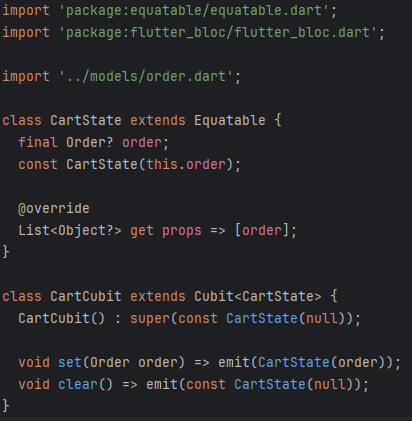 import 'package:equatable/equatable.dart';
import 'package:flutter_bloc/flutter_bloc.dart';

import '../models/order.dart';

class CartState extends Equatable {
  final Order? order;
  const CartState(this.order);

  @override
  List<Object?> get props => [order];
}

class CartCubit extends Cubit<CartState> {
  CartCubit() : super(const CartState(null));

  void set(Order order) => emit(CartState(order));
  void clear() => emit(const CartState(null));
}